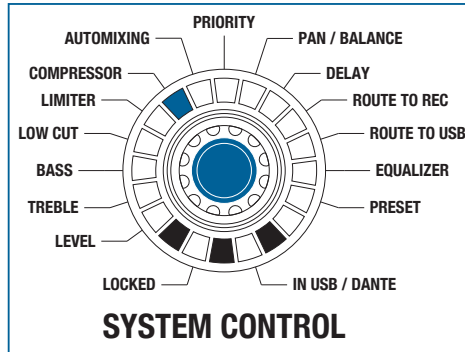 PRIORITY
AUTOMIXING
PAN / BALANCE
COMPRESSOR
DELAY
LIMITER
ROUTE TO REC
LOW CUT
ROUTE TO USB
BASS
EQUALIZER
TREBLE
PRESET
LEVEL
LOCKED
IN USB / DANTE
SYSTEM CONTROL